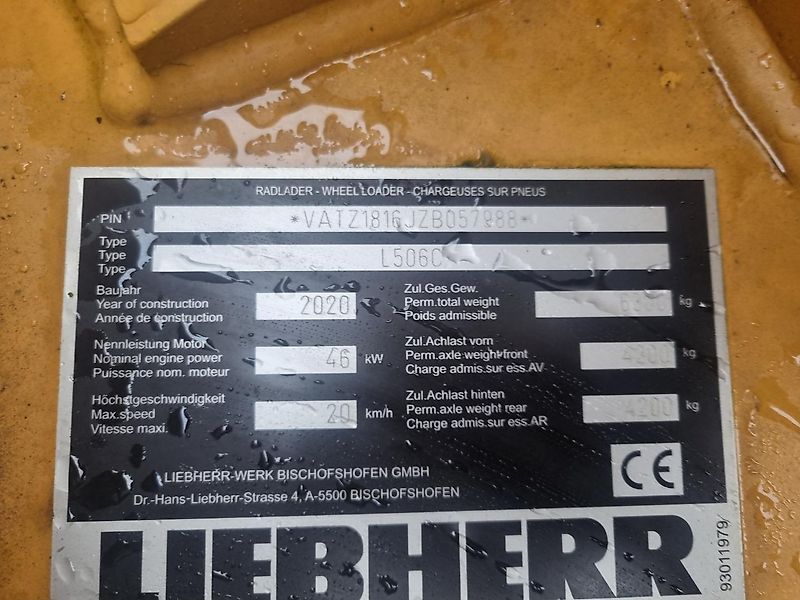 RADLADER - WHEEL LOADER - CHARGEUSES SUR PNEUS
PIN *VATZ1816JZB057988*
Type
Type L506C
Type
Baujahr
Year of construction 2020
Année de construction
Zul.Ges.Gew.
Perm.total weight kg
Poids admissible
Nennleistung Motor
Nominal engine power 46 kW
Puissance nom. moteur
Zul.Achlast vorn
Perm.axle weight front 4200 kg
Charge admis.sur ess.AV
Höchstgeschwindigkeit
Max.speed 20 km/h
Vitesse maxi.
Zul.Achlast hinten
Perm.axle weight rear 4200 kg
Charge admis.sur ess.AR
CE
LIEBHERR-WERK BISCHOFSHOFEN GMBH
Dr.-Hans-Liebherr-Strasse 4, A-5500 BISCHOFSHOFEN
LIEBHERR
93011979